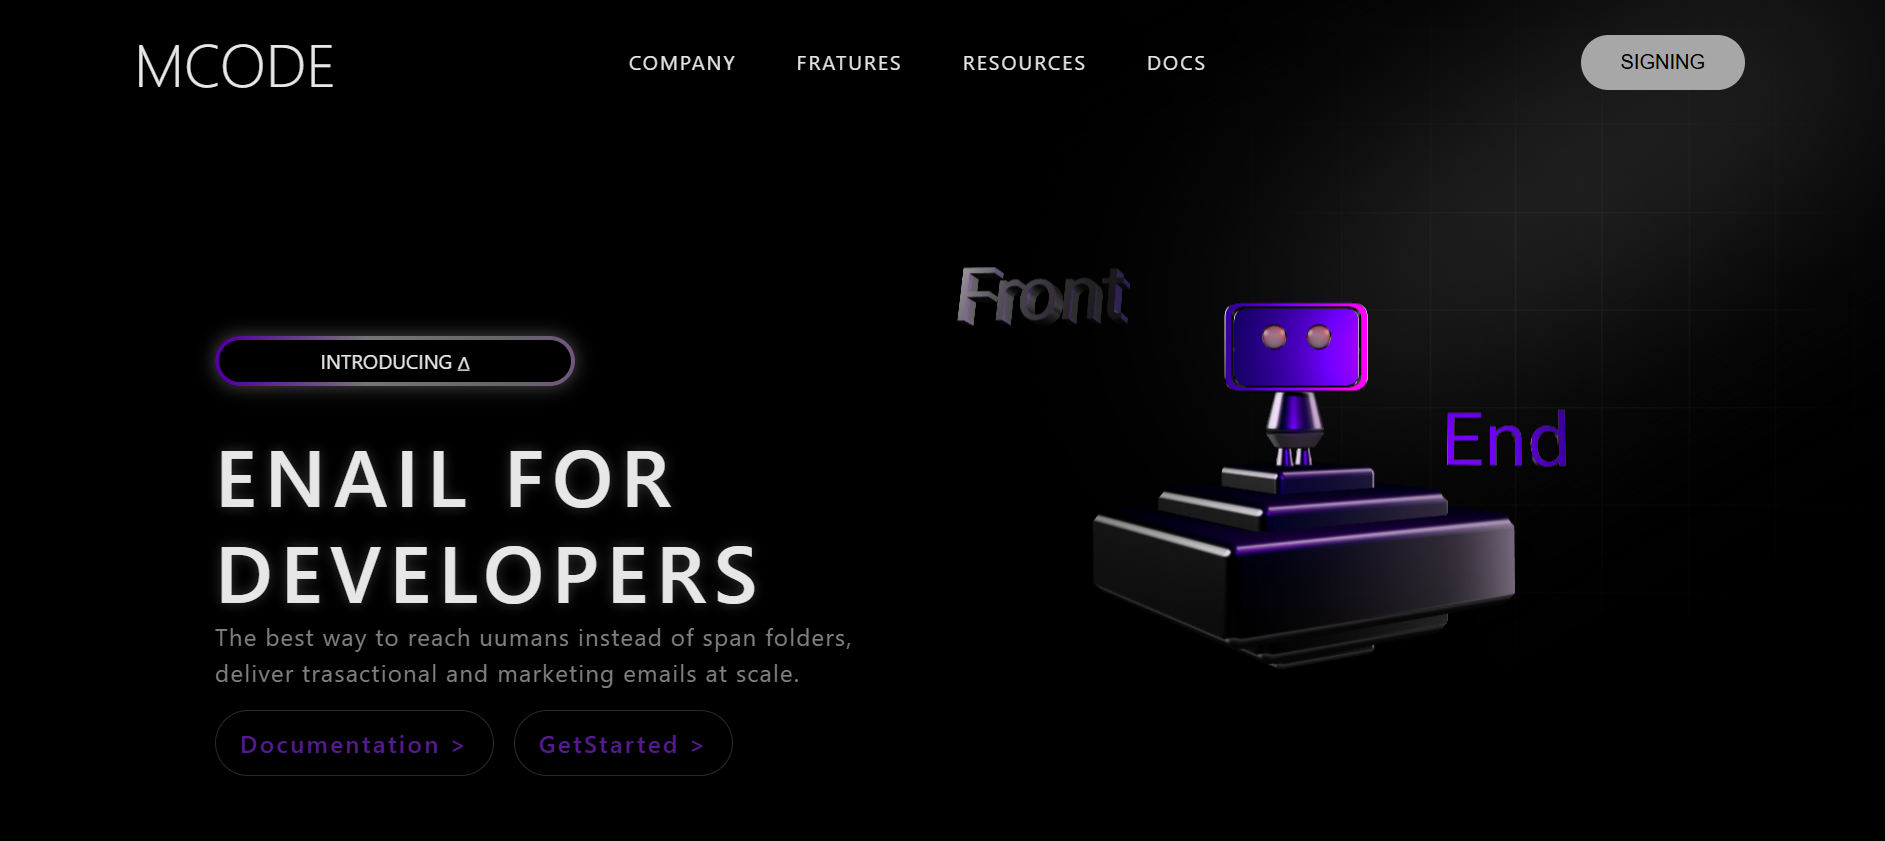 MCODE
COMPANY FRATURES RESOURCES DOCS
SIGNING
Front
INTRODUCING Δ
End
ENAIL FOR
DEVELOPERS
The best way to reach uumans instead of span folders,
deliver trasactional and marketing emails at scale.
Documentation > GetStarted >